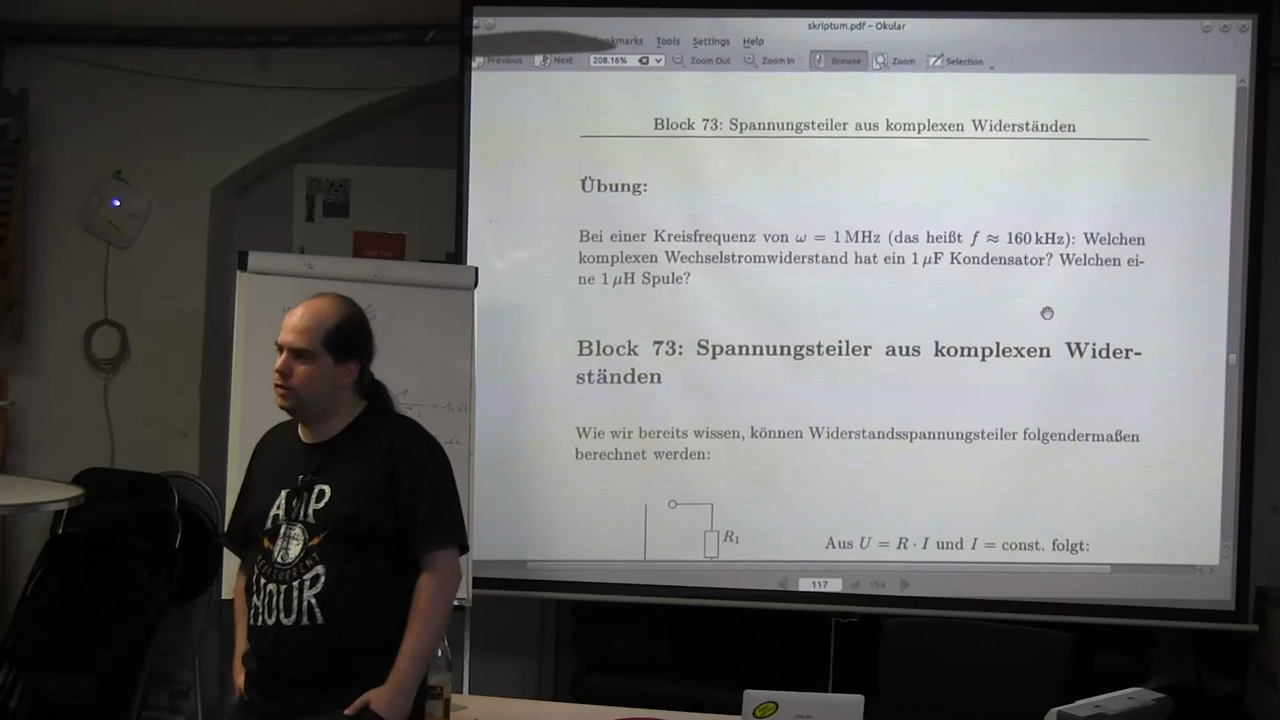 skriptum.pdf – Okular
Tools Settings Help
Previous Next 208.16% Zoom Out Zoom In Browse Zoom Selection
Block 73: Spannungsteiler aus komplexen Widerständen
Übung:
Bei einer Kreisfrequenz von ω = 1 MHz (das heißt f ≈ 160 kHz): Welchen
komplexen Wechselstromwiderstand hat ein 1 μF Kondensator? Welchen ei-
ne 1 μH Spule?
Block 73: Spannungsteiler aus komplexen Wider-
ständen
Wie wir bereits wissen, können Widerstandsspannungsteiler folgendermaßen
berechnet werden:
R₁
Aus U = R · I und I = const. folgt:
117 of 194
AMP
HOUR